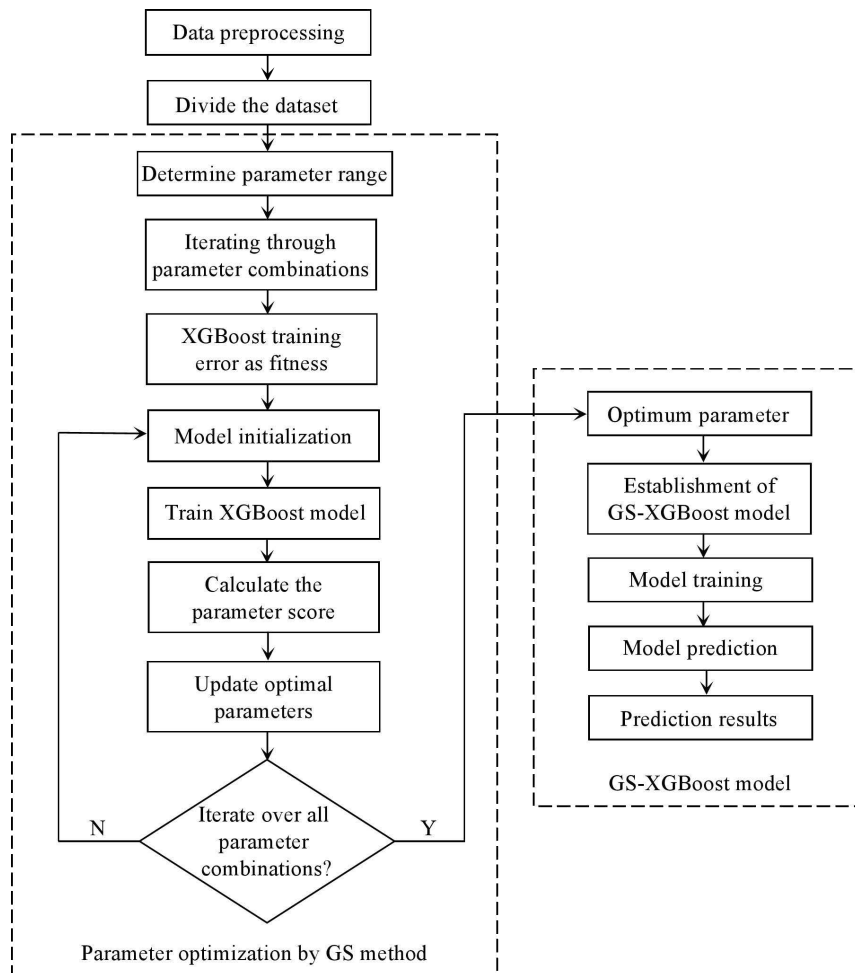 Data preprocessing
Divide the dataset
Determine parameter range
Iterating through
parameter combinations
XGBoost training
error as fitness
Model initialization
Train XGBoost model
Calculate the
parameter score
Update optimal
parameters
Iterate over all
parameter
combinations?
N
Y
Parameter optimization by GS method
Optimum parameter
Establishment of
GS-XGBoost model
Model training
Model prediction
Prediction results
GS-XGBoost model